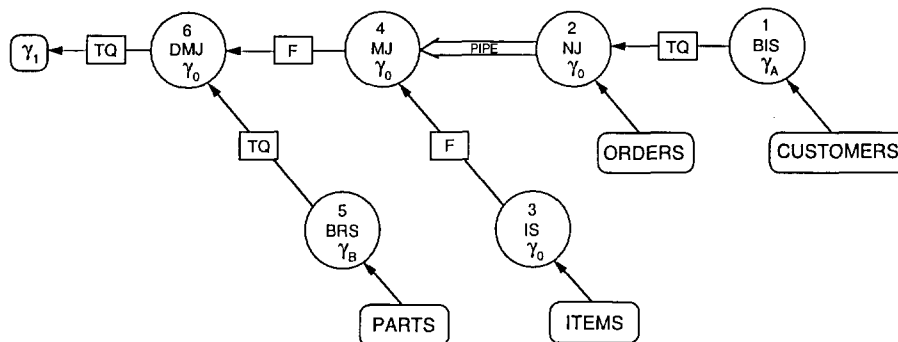 6
DMJ
γ₀
4
MJ
γ₀
2
NJ
γ₀
1
BIS
γA
γ₁
TQ
F
PIPE
TQ
TQ
F
ORDERS
CUSTOMERS
5
BRS
γB
3
IS
γ₀
PARTS
ITEMS